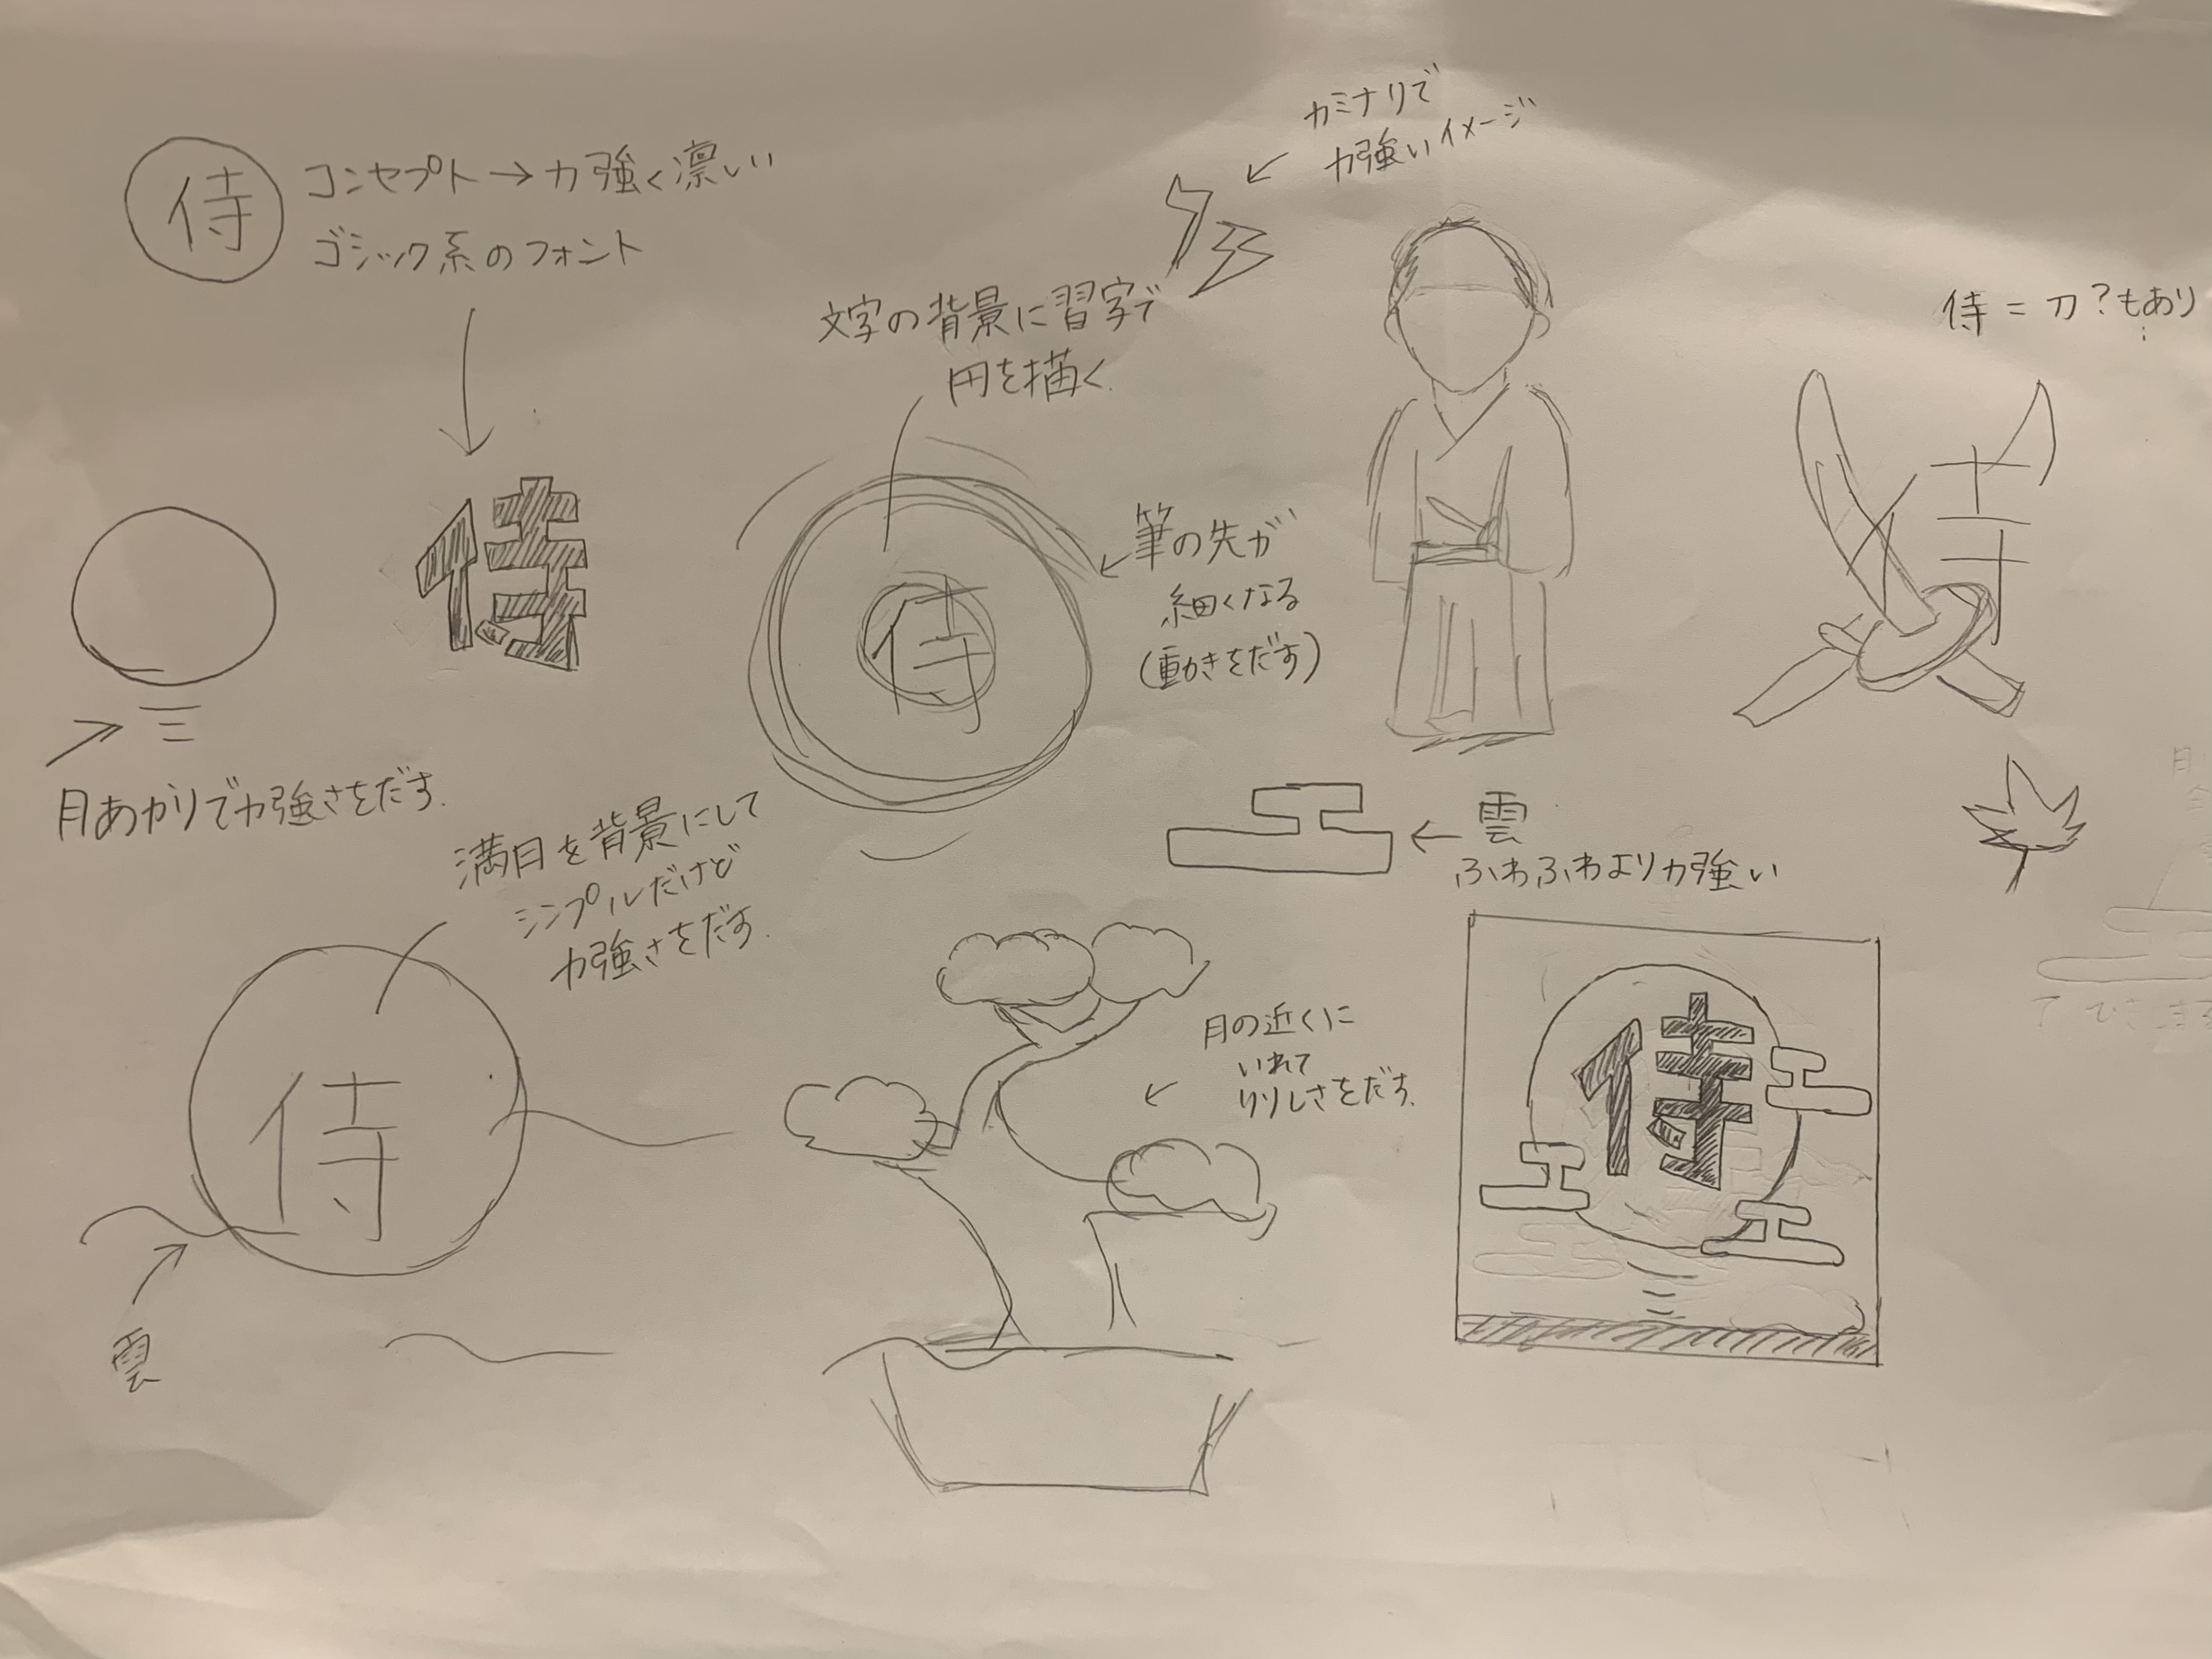 侍
コンセプト→力強く凛しい
ゴシック系のフォント
侍
カミナリで
力強いイメージ
文字の背景に習字で
円を描く.
侍
筆の先が
細くなる
(動きをだす)
侍=刀?もあり
侍
月あかりで力強さをだす.
満月を背景にして
シンプルだけど
力強さをだす.
侍
雲
雲
ふわふわより力強い
月の近くに
いれて
りりしさをだす.
侍